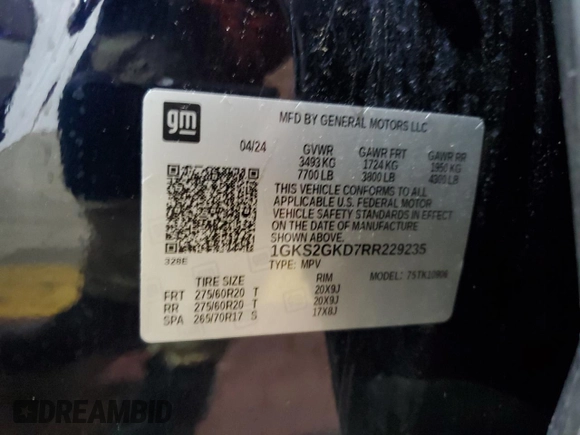 gm
MFD BY GENERAL MOTORS LLC
04/24 GVWR GAWR FRT GAWR RR
3493 KG 1724 KG 1950 KG
7700 LB 3800 LB 4300 LB
THIS VEHICLE CONFORMS TO ALL
APPLICABLE U.S. FEDERAL MOTOR
VEHICLE SAFETY STANDARDS IN EFFECT
ON THE DATE OF MANUFACTURE
SHOWN ABOVE.
1GKS2GKD7RR229235
328E
TYPE: MPV MODEL:
TIRE SIZE RIM
FRT 275/60R20 T 20X9J
RR 275/60R20 T 20X9J
SPA 265/70R17 S 17X8J
DREAMBID